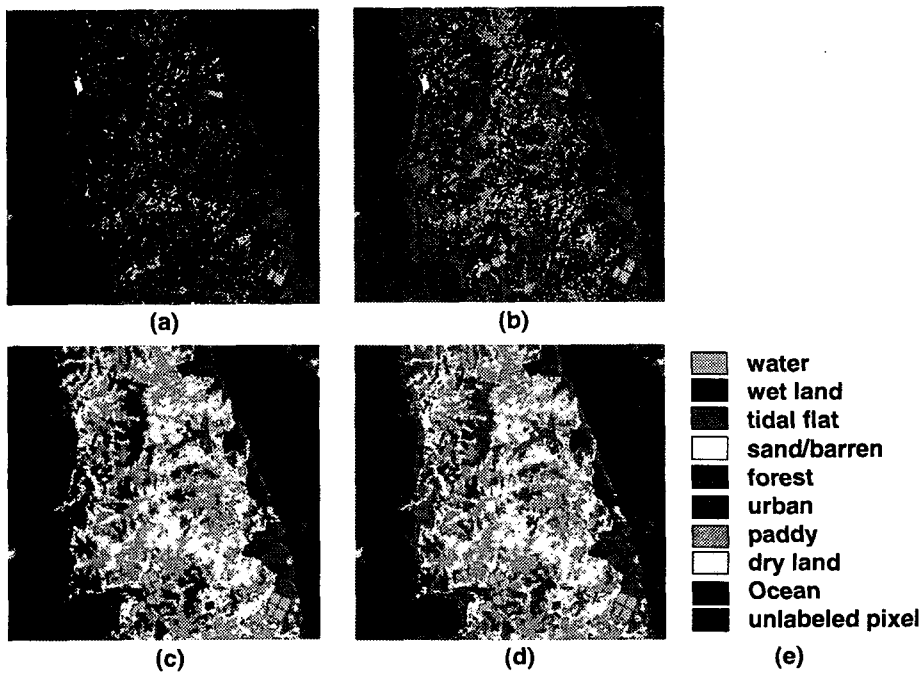 (a)
(b)
(c)
(d)
water
wet land
tidal flat
sand/barren
forest
urban
paddy
dry land
Ocean
unlabeled pixel
(e)